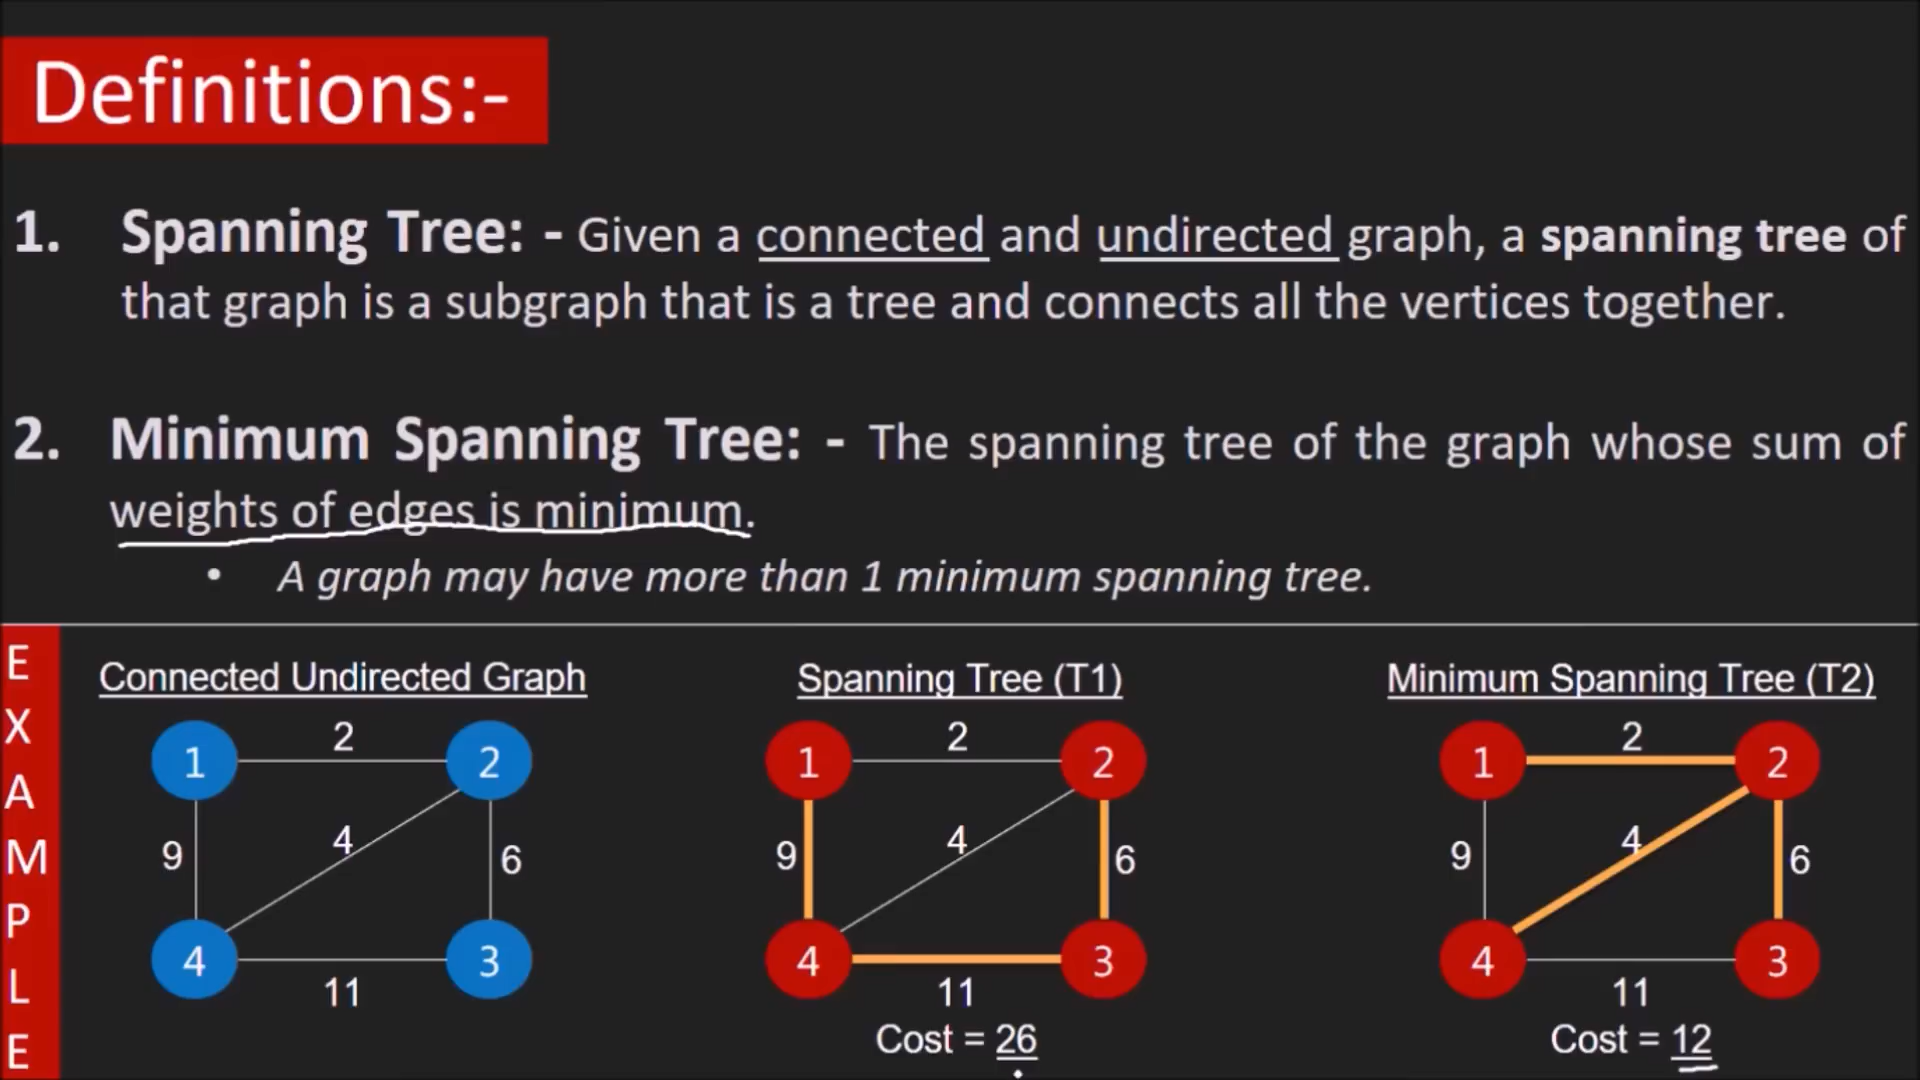 Definitions:-
1. Spanning Tree: - Given a connected and undirected graph, a spanning tree of
that graph is a subgraph that is a tree and connects all the vertices together.
2. Minimum Spanning Tree: - The spanning tree of the graph whose sum of
weights of edges is minimum.
• A graph may have more than 1 minimum spanning tree.
EXAMPLE
Connected Undirected Graph
1
2
2
9
4
6
4
3
11
Spanning Tree (T1)
1
2
2
9
4
6
4
3
11
Cost = 26
Minimum Spanning Tree (T2)
1
2
2
9
4
6
4
3
11
Cost = 12